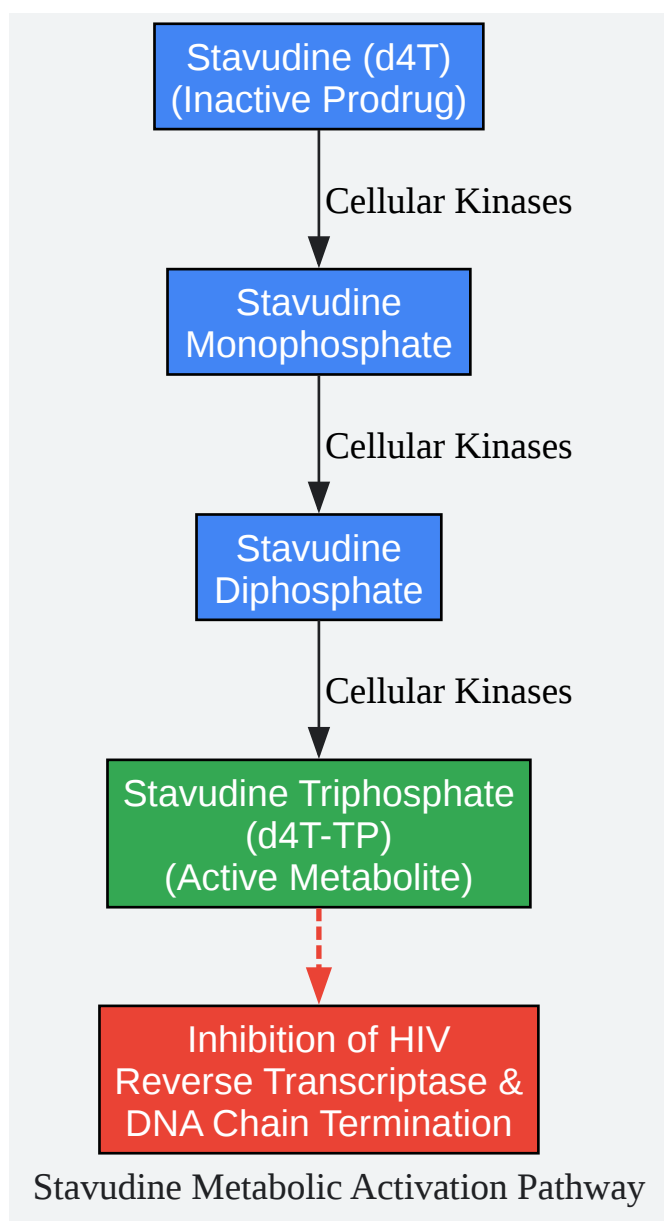 Stavudine (d4T)
(Inactive Prodrug)
Cellular Kinases
Stavudine
Monophosphate
Cellular Kinases
Stavudine
Diphosphate
Cellular Kinases
Stavudine Triphosphate
(d4T-TP)
(Active Metabolite)
Inhibition of HIV
Reverse Transcriptase &
DNA Chain Termination
Stavudine Metabolic Activation Pathway